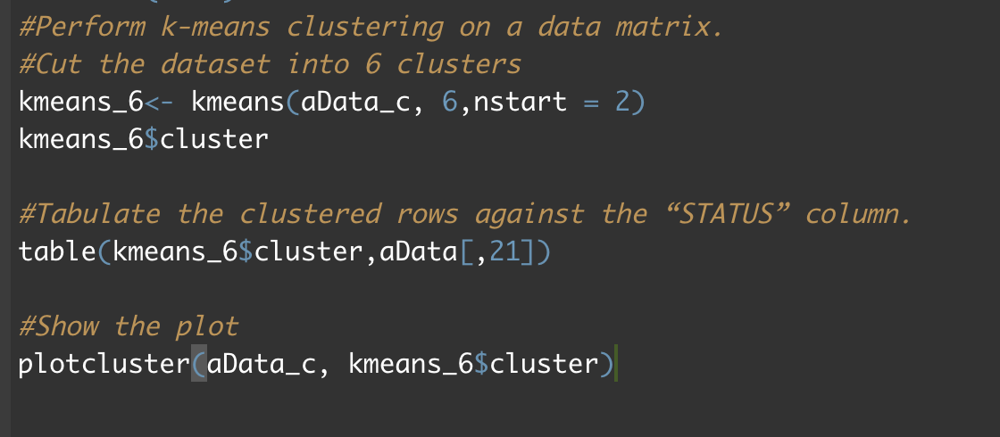 #Perform k-means clustering on a data matrix.
#Cut the dataset into 6 clusters
kmeans_6<- kmeans(aData_c, 6,nstart = 2)
kmeans_6$cluster
#Tabulate the clustered rows against the “STATUS” column.
table(kmeans_6$cluster,aData[,21])
#Show the plot
plotcluster(aData_c, kmeans_6$cluster)